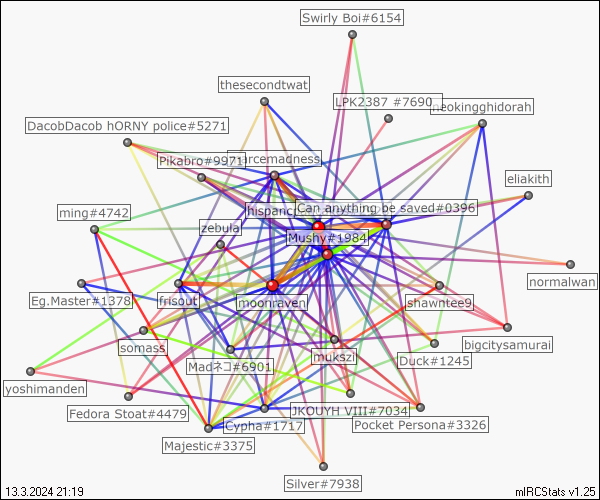 Swirly Boi#6154
thesecondtwat
LPK2387 #7690
neokingghidorah
DacobDacob hORNY police#5271
Pikabro#9971
rcemadness
eliakith
ming#4742
hispanic
Can anything be saved#0396
zebula
Mushy#1984
normalwan
Eg.Master#1378
frisout
moonraven
shawntee9
somass
mukszi
bigcitysamurai
Madネコ#6901
Duck#1245
yoshimanden
Fedora Stoat#4479
JKOUYH VIII#7034
Cypha#1717
Pocket Persona#3326
Majestic#3375
Silver#7938
13.3.2024 21:19
mIRCStats v1.25